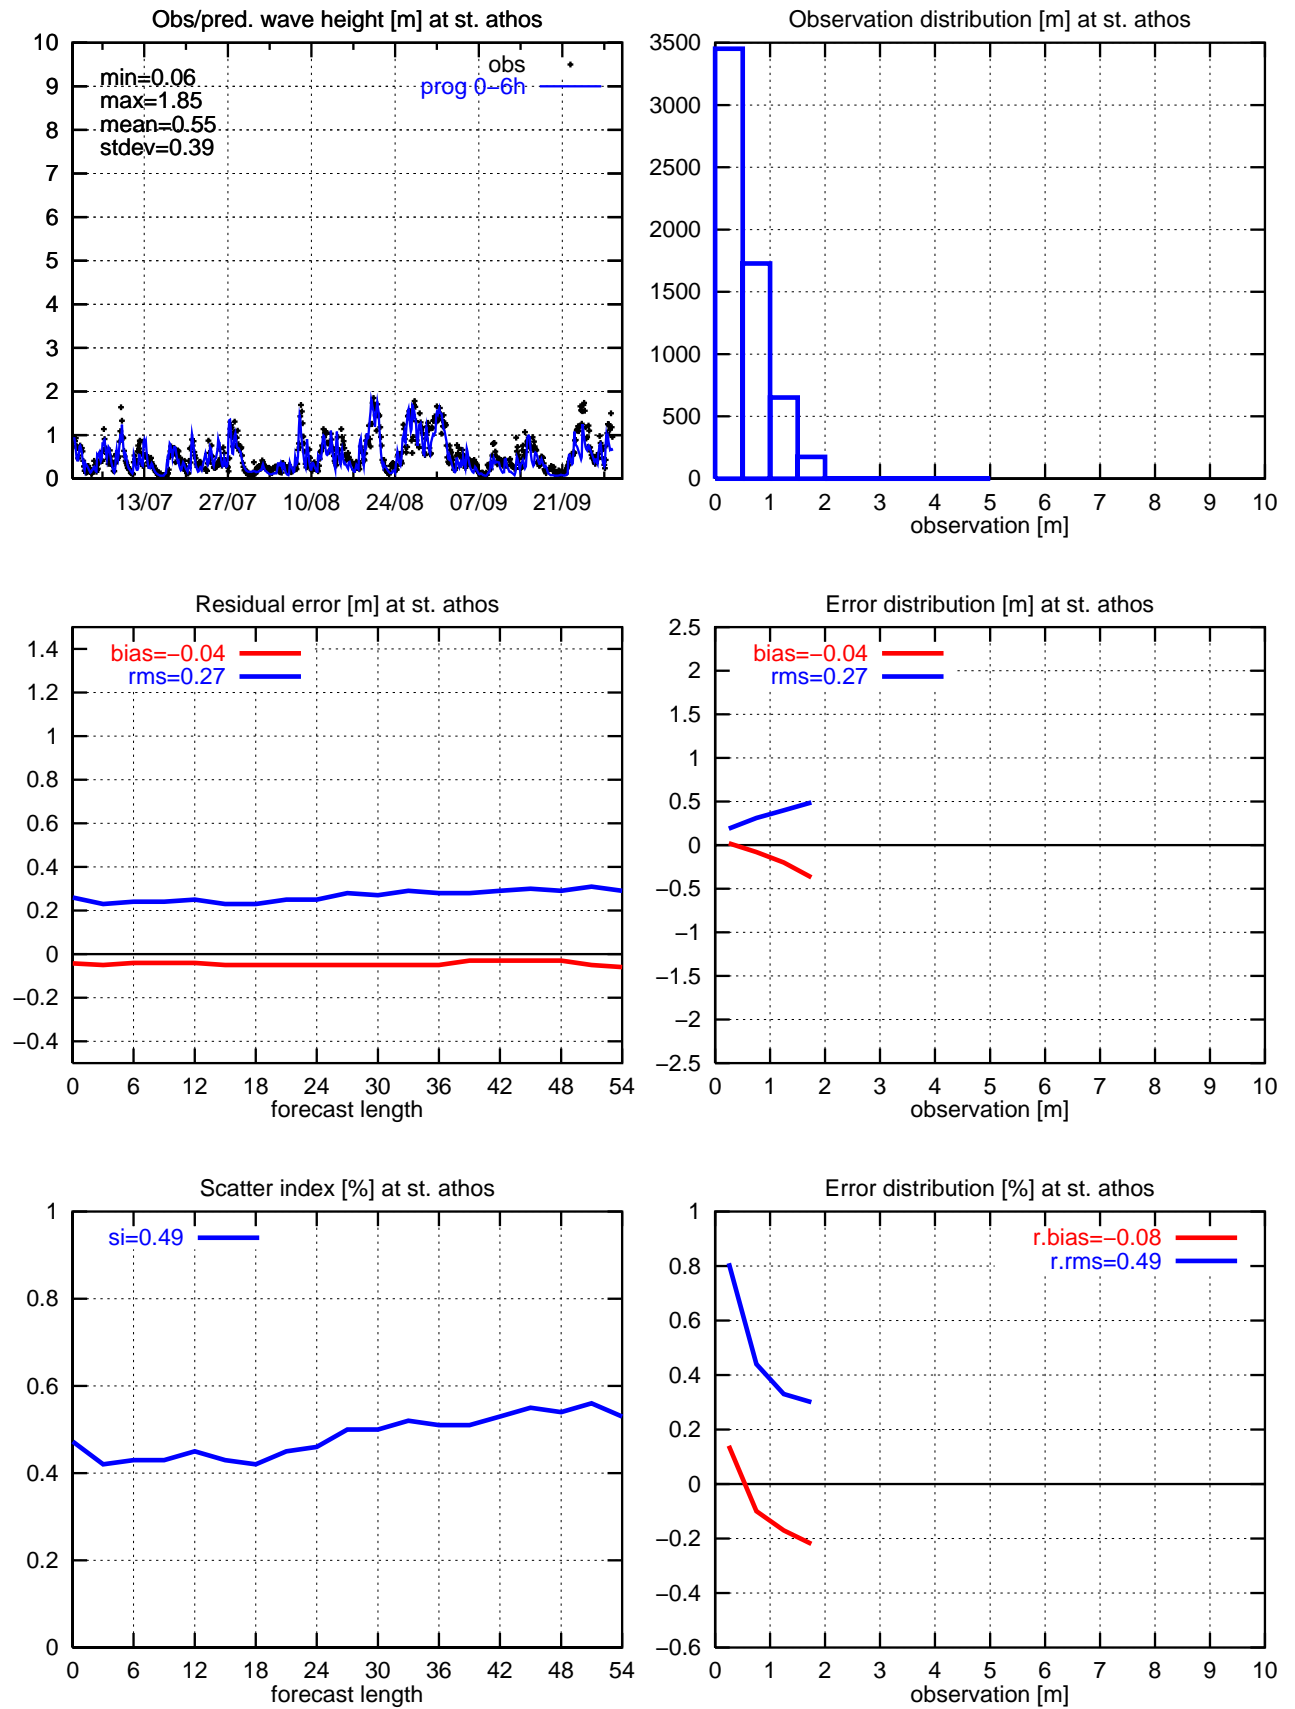 Obs/pred. wave height [m] at st. athos
10
9
8
7
6
5
4
3
2
1
0
min=0.06
max=1.85
mean=0.55
stdev=0.39
obs
prog 0−6h
13/07 27/07 10/08 24/08 07/09 21/09
Observation distribution [m] at st. athos
3500
3000
2500
2000
1500
1000
500
0
0 1 2 3 4 5 6 7 8 9 10
observation [m]
Residual error [m] at st. athos
bias=−0.04
rms=0.27
1.4
1.2
1
0.8
0.6
0.4
0.2
0
−0.2
−0.4
0 6 12 18 24 30 36 42 48 54
forecast length
Error distribution [m] at st. athos
bias=−0.04
rms=0.27
2.5
2
1.5
1
0.5
0
−0.5
−1
−1.5
−2
−2.5
0 1 2 3 4 5 6 7 8 9 10
observation [m]
Scatter index [%] at st. athos
si=0.49
1
0.8
0.6
0.4
0.2
0
0 6 12 18 24 30 36 42 48 54
forecast length
Error distribution [%] at st. athos
r.bias=−0.08
r.rms=0.49
1
0.8
0.6
0.4
0.2
0
−0.2
−0.4
−0.6
0 1 2 3 4 5 6 7 8 9 10
observation [m]